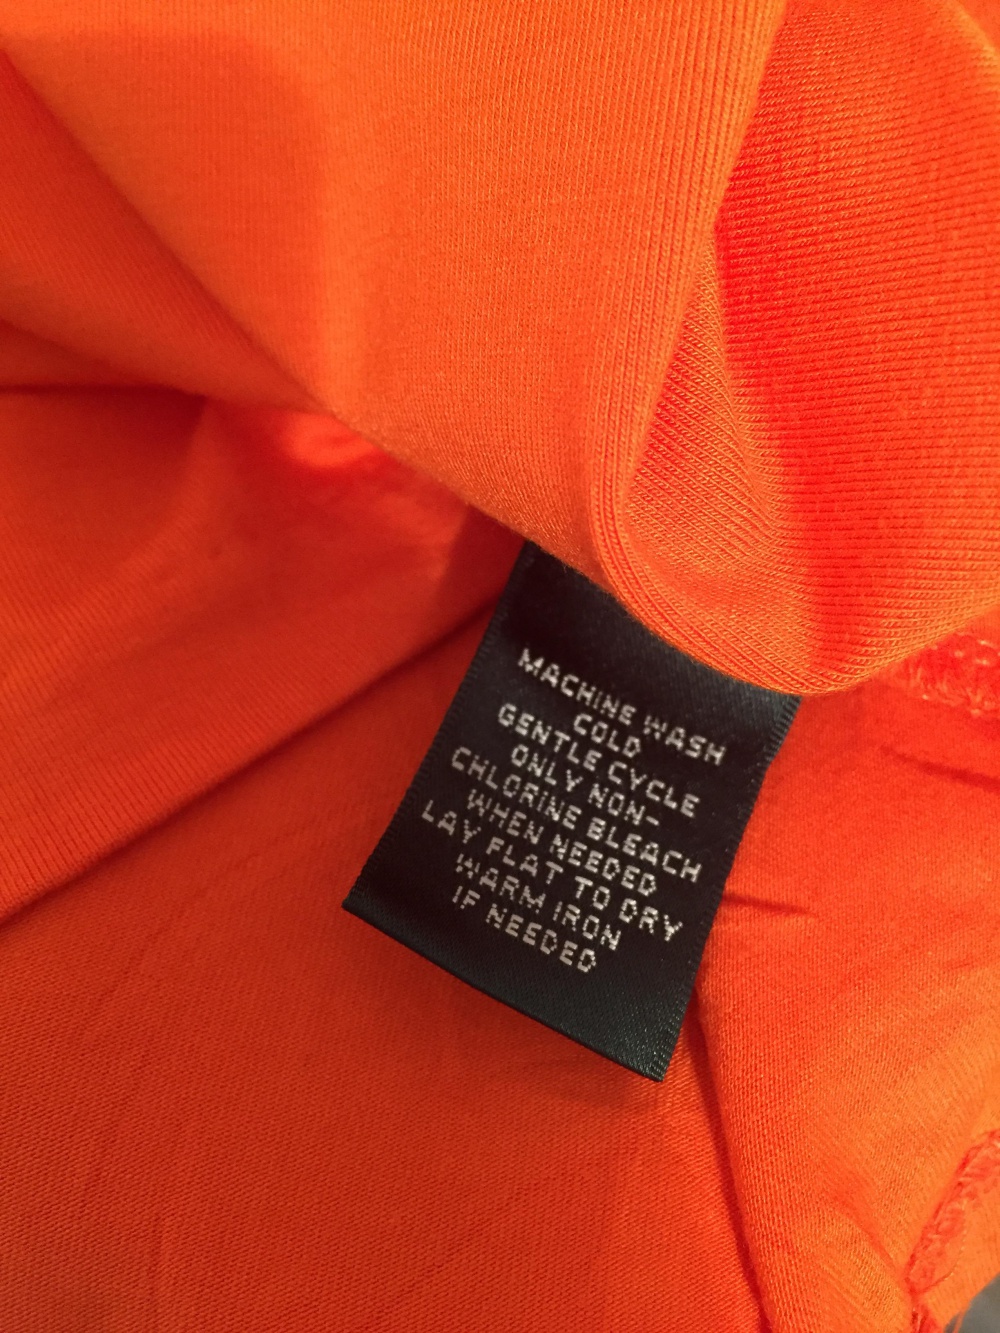 MACHINE WASH
COLD
GENTLE CYCLE
ONLY NON-
CHLORINE BLEACH
WHEN NEEDED
LAY FLAT TO DRY
WARM IRON
IF NEEDED